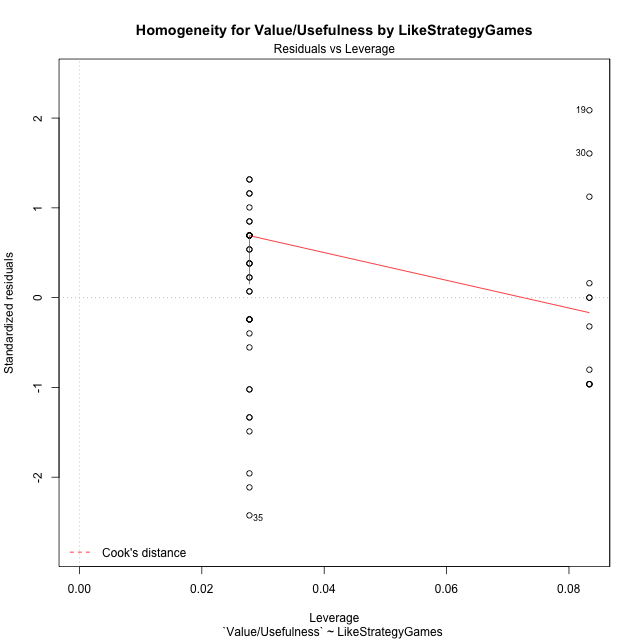 Homogeneity for Value/Usefulness by LikeStrategyGames
Residuals vs Leverage
Standardized residuals
2
1
0
-1
-2
19
30
35
Cook's distance
0.00 0.02 0.04 0.06 0.08
Leverage
`Value/Usefulness` ~ LikeStrategyGames